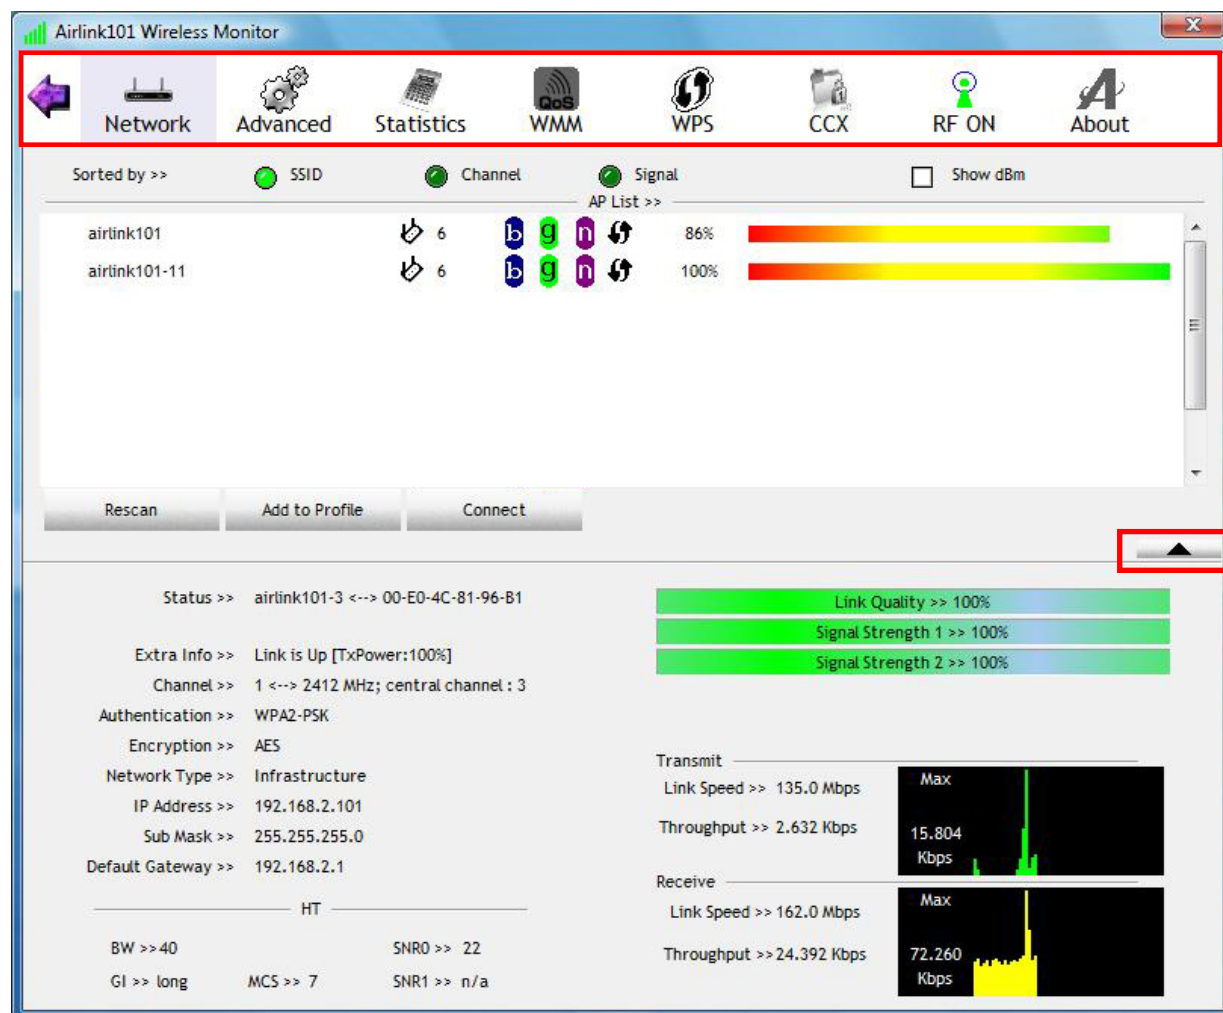 Airlink101 Wireless Monitor
Network Advanced Statistics QoS WMM WPS CCX RF ON About
Sorted by >> SSID Channel Signal Show dBm
AP List >>
airlink101 6 b g n 86%
airlink101-11 6 b g n 100%
Rescan Add to Profile Connect
Status >> airlink101-3 <--> 00-E0-4C-81-96-B1
Extra Info >> Link is Up [TxPower:100%]
Channel >> 1 <--> 2412 MHz; central channel : 3
Authentication >> WPA2-PSK
Encryption >> AES
Network Type >> Infrastructure
IP Address >> 192.168.2.101
Sub Mask >> 255.255.255.0
Default Gateway >> 192.168.2.1
HT
BW >> 40 SNR0 >> 22
GI >> long MCS >> 7 SNR1 >> n/a
Link Quality >> 100%
Signal Strength 1 >> 100%
Signal Strength 2 >> 100%
Transmit
Link Speed >> 135.0 Mbps
Throughput >> 2.632 Kbps
Max
15.804
Kbps
Receive
Link Speed >> 162.0 Mbps
Throughput >> 24.392 Kbps
Max
72.260
Kbps